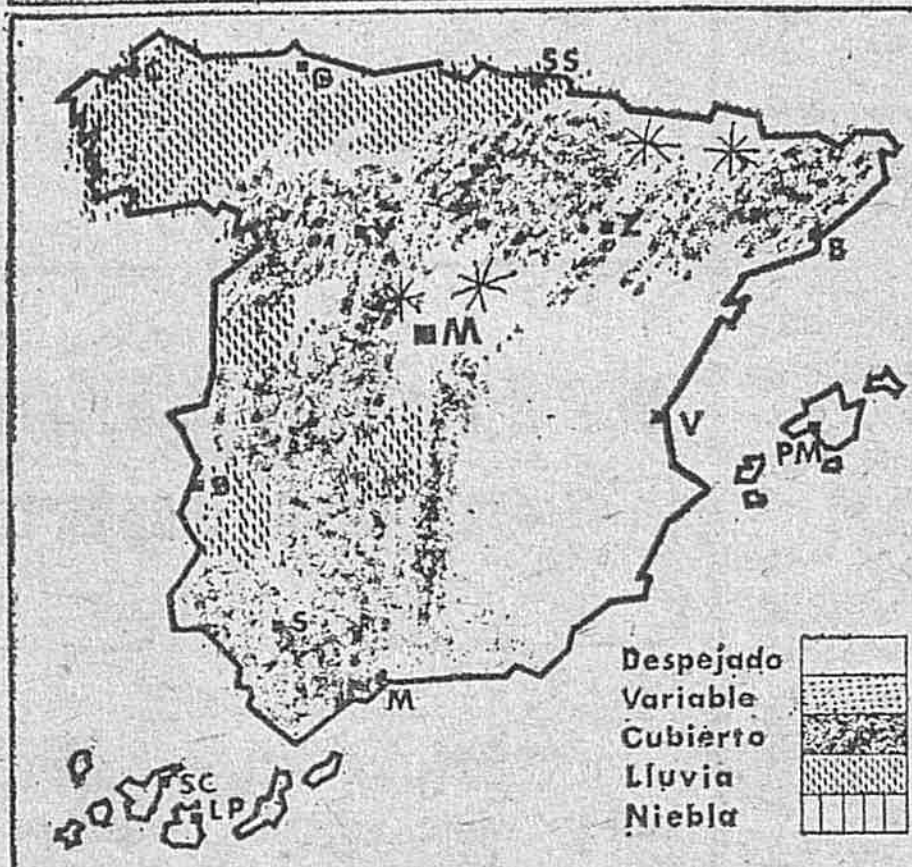 C
G
SS
V
Z
B
M
V
PM
B
S
M
SC
LP
Despejado
Variable
Cubierto
Lluvia
Niebla